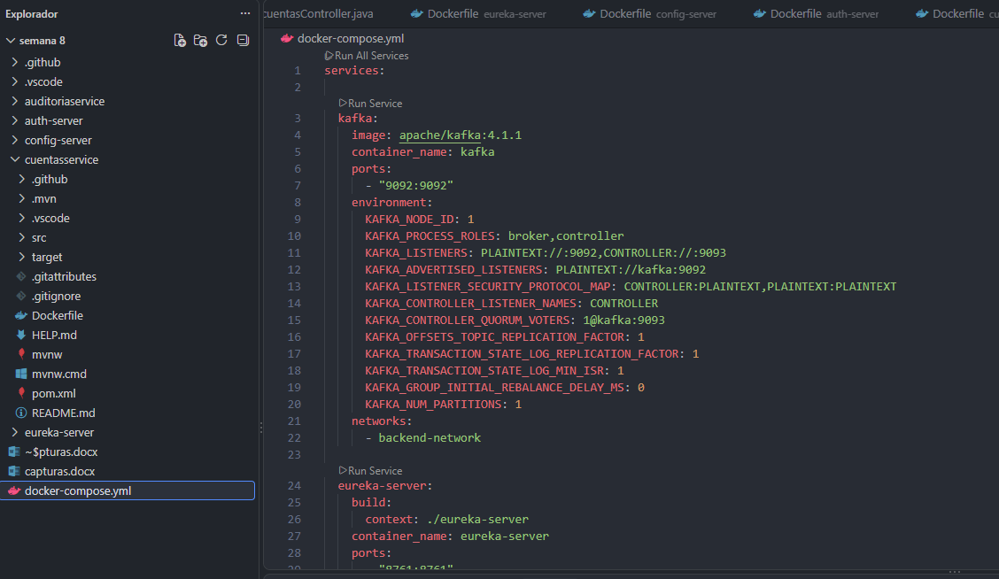 Explorador
···
semana 8
.github
.vscode
auditoriaservice
auth-server
config-server
cuentasservice
.github
.mvn
.vscode
src
target
.gitattributes
.gitignore
Dockerfile
HELP.md
mvnw
mvnw.cmd
pom.xml
README.md
eureka-server
~$pturas.docx
capturas.docx
docker-compose.yml
cuentasController.java Dockerfile eureka-server Dockerfile config-server Dockerfile auth-server Dockerfile cu
docker-compose.yml
Run All Services
1 services:
2
Run Service
3 kafka:
4 image: apache/kafka:4.1.1
5 container_name: kafka
6 ports:
7 - "9092:9092"
8 environment:
9 KAFKA_NODE_ID: 1
10 KAFKA_PROCESS_ROLES: broker,controller
11 KAFKA_LISTENERS: PLAINTEXT://:9092,CONTROLLER://:9093
12 KAFKA_ADVERTISED_LISTENERS: PLAINTEXT://kafka:9092
13 KAFKA_LISTENER_SECURITY_PROTOCOL_MAP: CONTROLLER:PLAINTEXT,PLAINTEXT:PLAINTEXT
14 KAFKA_CONTROLLER_LISTENER_NAMES: CONTROLLER
15 KAFKA_CONTROLLER_QUORUM_VOTERS: 1@kafka:9093
16 KAFKA_OFFSETS_TOPIC_REPLICATION_FACTOR: 1
17 KAFKA_TRANSACTION_STATE_LOG_REPLICATION_FACTOR: 1
18 KAFKA_TRANSACTION_STATE_LOG_MIN_ISR: 1
19 KAFKA_GROUP_INITIAL_REBALANCE_DELAY_MS: 0
20 KAFKA_NUM_PARTITIONS: 1
21 networks:
22 - backend-network
23
Run Service
24 eureka-server:
25 build:
26 context: ./eureka-server
27 container_name: eureka-server
28 ports:
29 - "8761:8761"